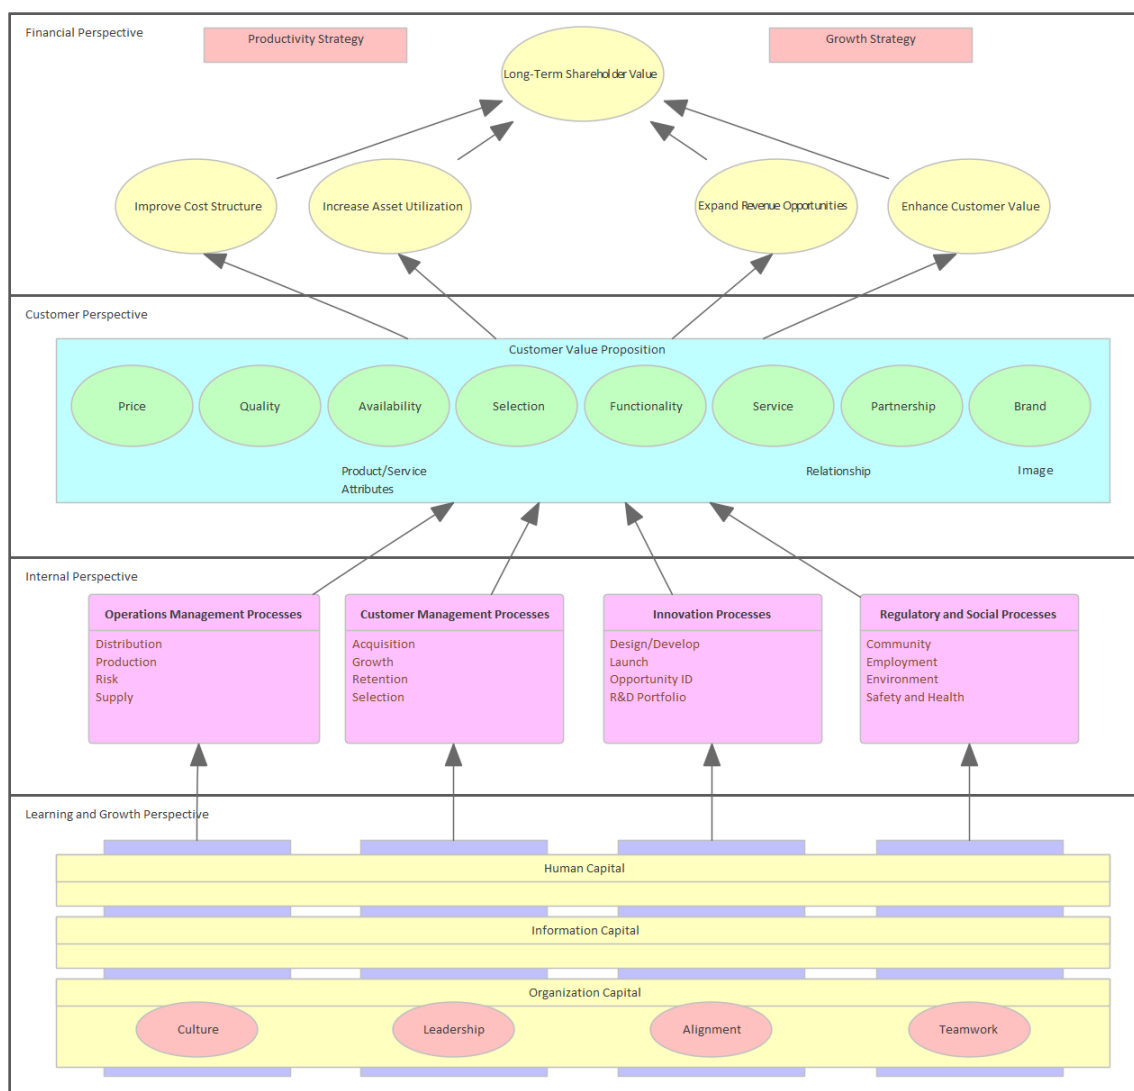 Financial Perspective
Productivity Strategy
Growth Strategy
Long-Term Shareholder Value
Improve Cost Structure
Increase Asset Utilization
Expand Revenue Opportunities
Enhance Customer Value
Customer Perspective
Customer Value Proposition
Price
Quality
Availability
Selection
Functionality
Service
Partnership
Brand
Product/Service
Attributes
Relationship
Image
Internal Perspective
Operations Management Processes
Distribution
Production
Risk
Supply
Customer Management Processes
Acquisition
Growth
Retention
Selection
Innovation Processes
Design/Develop
Launch
Opportunity ID
R&D Portfolio
Regulatory and Social Processes
Community
Employment
Environment
Safety and Health
Learning and Growth Perspective
Human Capital
Information Capital
Organization Capital
Culture
Leadership
Alignment
Teamwork